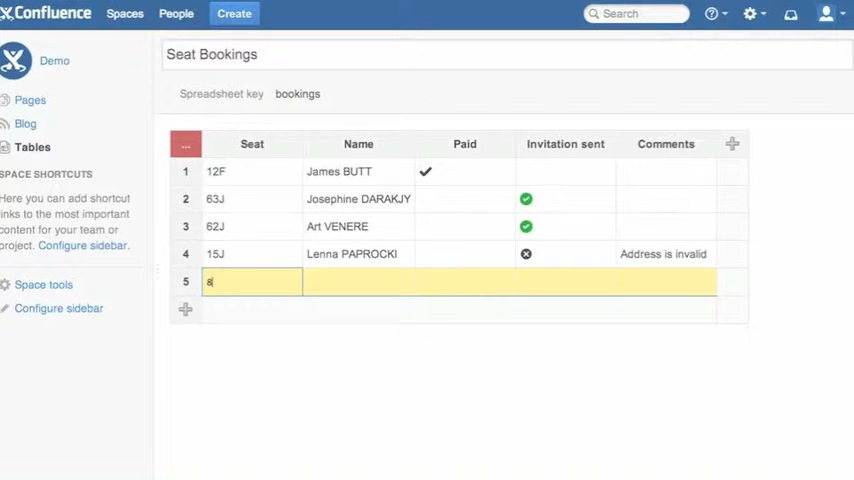 Confluence Spaces People Create Search
Seat Bookings
Demo
Spreadsheet key bookings
Pages
Blog
Tables
SPACE SHORTCUTS
Here you can add shortcut
links to the most important
content for your team or
project. Configure sidebar.
Space tools
Configure sidebar
... Seat Name Paid Invitation sent Comments
1 12F James BUTT
2 63J Josephine DARAKJY
3 62J Art VENERE
4 15J Lenna PAPROCKI Address is invalid
5 8